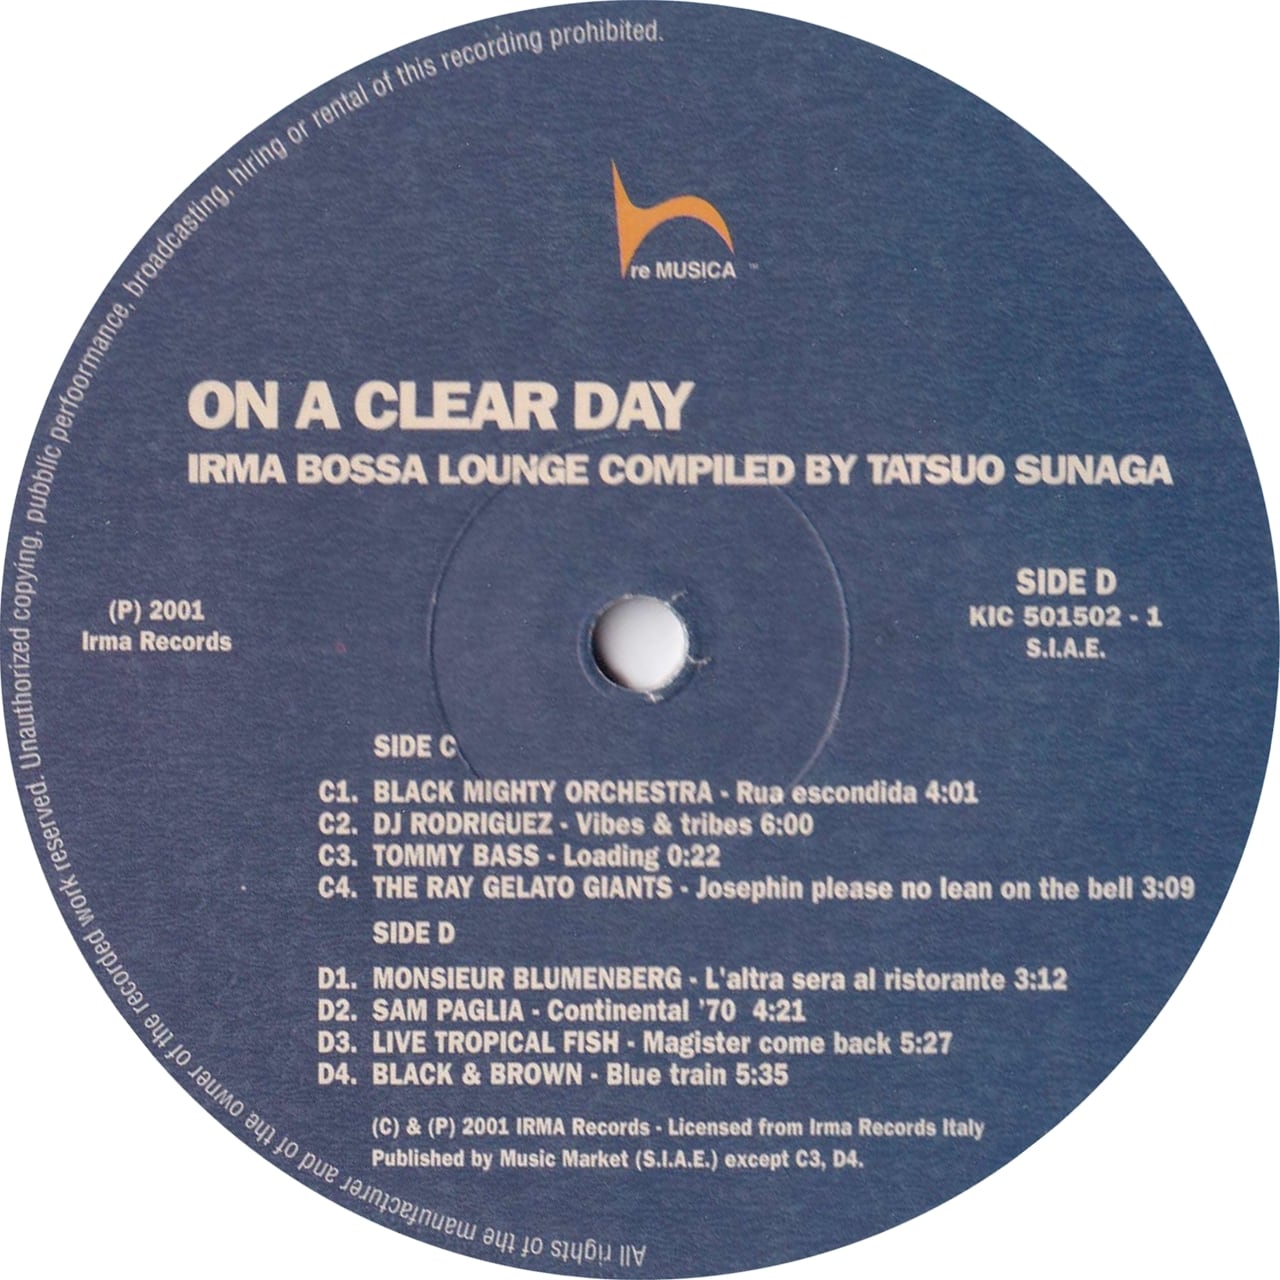 All rights of the manufacturer and of the owner of the recorded work reserved. Unauthorized copying, pubblic perfoormance, broadcasting, hiring or rental of this recording prohibited.
re MUSICA ™
ON A CLEAR DAY
IRMA BOSSA LOUNGE COMPILED BY TATSUO SUNAGA
(P) 2001
Irma Records
SIDE D
KIC 501502 - 1
S.I.A.E.
SIDE C
C1. BLACK MIGHTY ORCHESTRA - Rua escondida 4:01
C2. DJ RODRIGUEZ - Vibes & tribes 6:00
C3. TOMMY BASS - Loading 0:22
C4. THE RAY GELATO GIANTS - Josephin please no lean on the bell 3:09
SIDE D
D1. MONSIEUR BLUMENBERG - L'altra sera al ristorante 3:12
D2. SAM PAGLIA - Continental '70 4:21
D3. LIVE TROPICAL FISH - Magister come back 5:27
D4. BLACK & BROWN - Blue train 5:35
(C) & (P) 2001 IRMA Records - Licensed from Irma Records Italy
Published by Music Market (S.I.A.E.) except C3, D4.